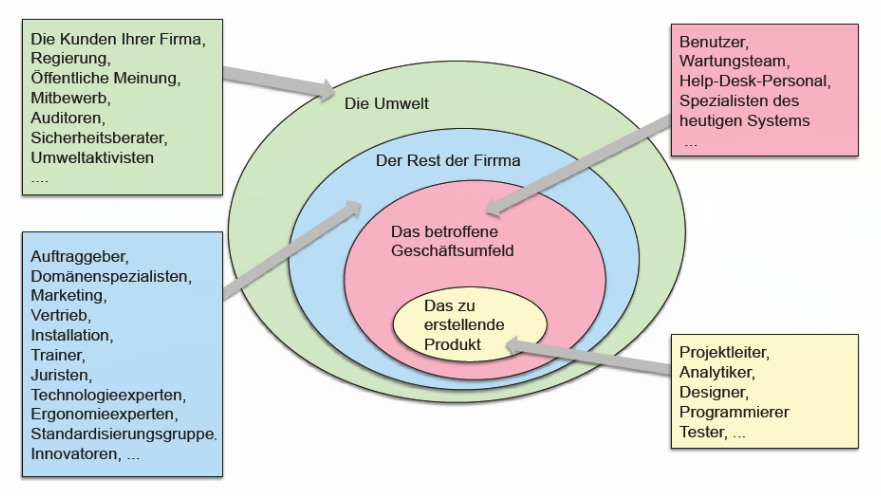 Die Kunden Ihrer Firma,
Regierung,
Öffentliche Meinung,
Mitbewerb,
Auditoren,
Sicherheitsberater,
Umweltaktivisten
....
Auftraggeber,
Domänenspezialisten,
Marketing,
Vertrieb,
Installation,
Trainer,
Juristen,
Technologieexperten,
Ergonomieexperten,
Standardisierungsgruppe.
Innovatoren, ...
Die Umwelt
Der Rest der Firrma
Das betroffene
Geschäftsumfeld
Das zu
erstellende
Produkt
Benutzer,
Wartungsteam,
Help-Desk-Personal,
Spezialisten des
heutigen Systems
...
Projektleiter,
Analytiker,
Designer,
Programmierer
Tester, ...